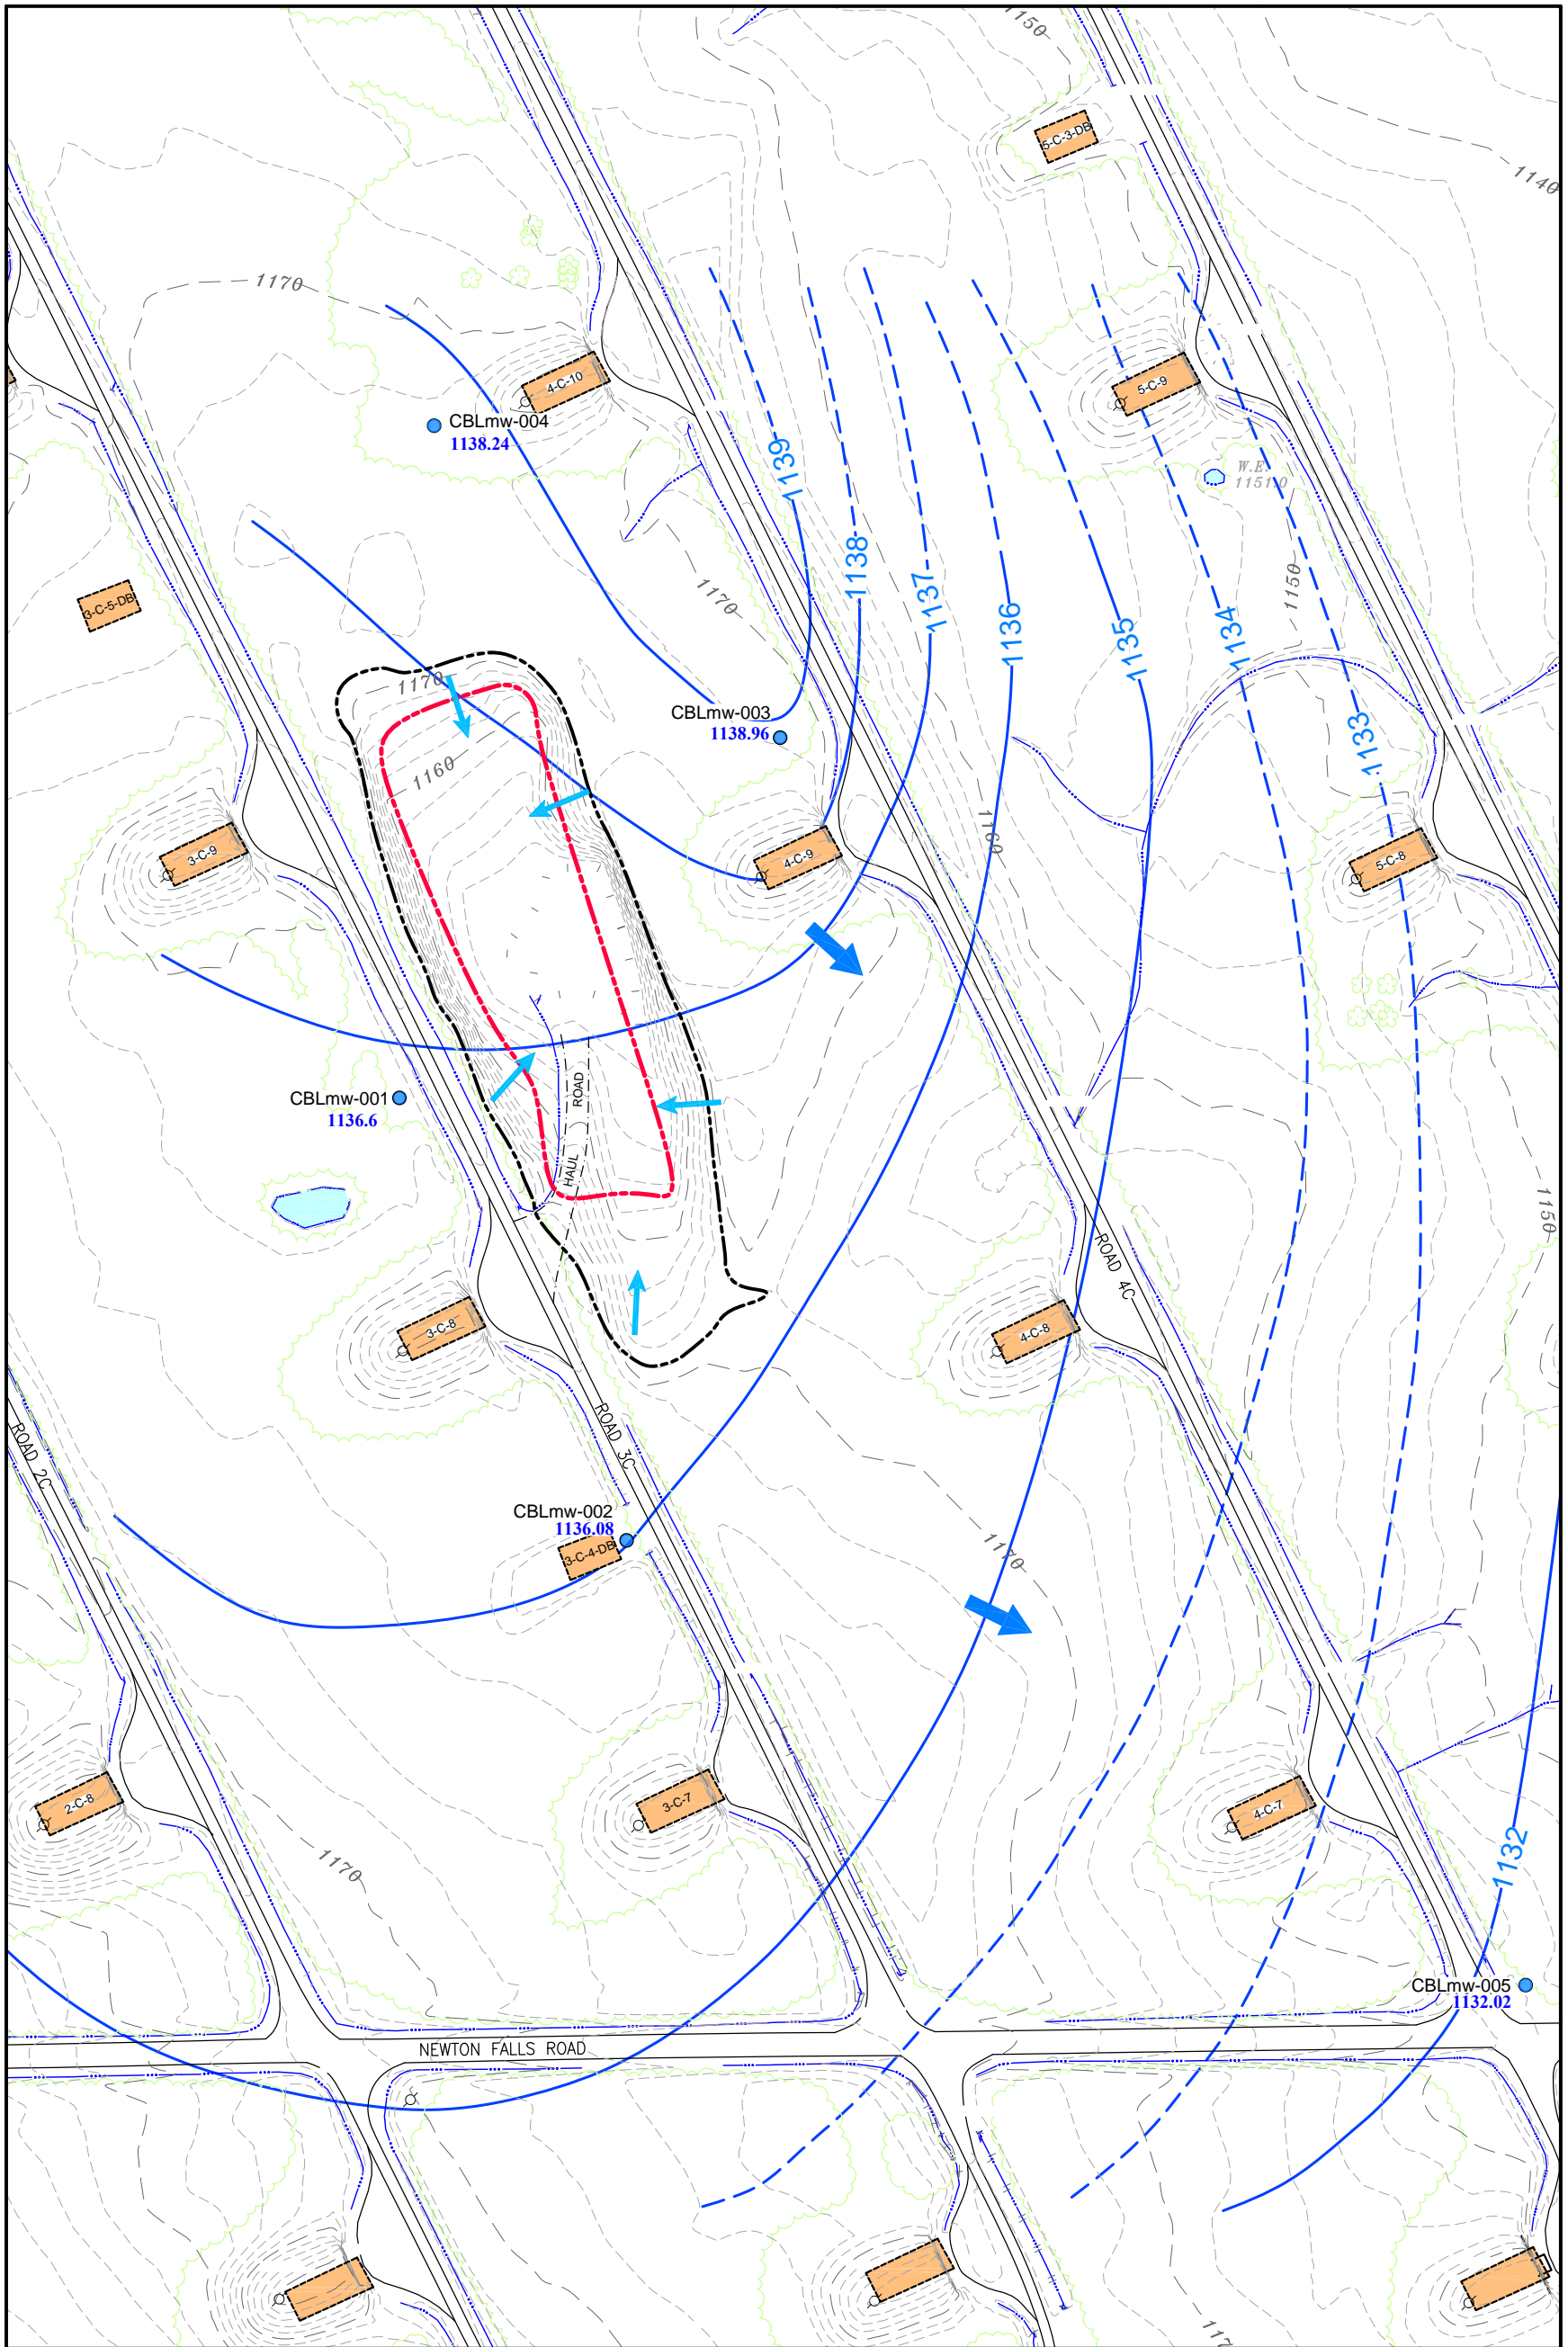 1150
5-C-3-DB
1140
1170
4-C-10
5-C-9
CBLmw-004
1138.24
1139
W.E.
1151.0
1138
1137
1136
1135
1134
1150
3-C-5-DB
1170
1170
CBLmw-003
1138.96
1133
1160
1160
3-C-9
4-C-9
5-C-8
CBLmw-001
1136.6
HAUL ROAD
1150
ROAD 4C
3-C-8
4-C-8
ROAD 2C
ROAD 3C
CBLmw-002
1136.08
3-C-4-DB
1170
2-C-8
3-C-7
4-C-7
1132
1170
CBLmw-005
1132.02
NEWTON FALLS ROAD